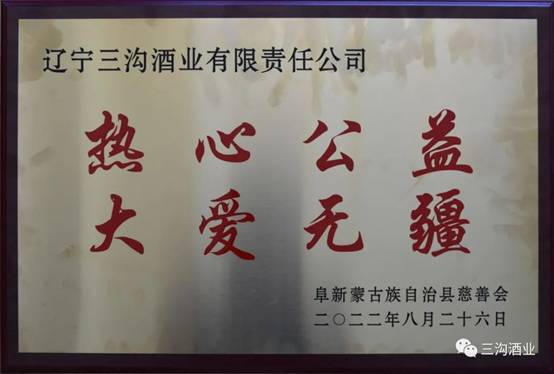 辽宁三沟酒业有限责任公司
热心公益
大爱无疆
阜新蒙古族自治县慈善会
二〇二二年八月二十六日
三沟酒业